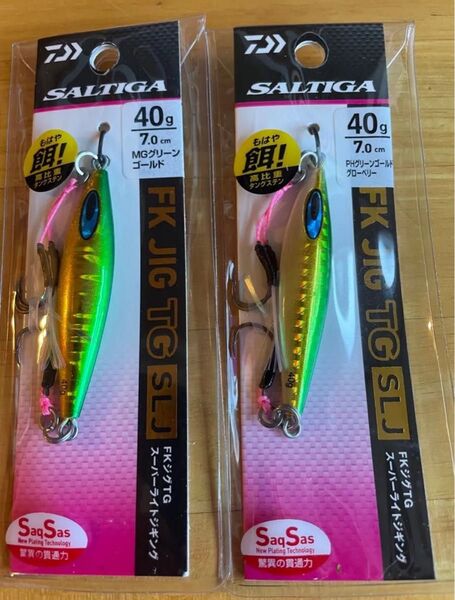 DAIWA
SALTIGA
40g
7.0cm
MGグリーン
ゴールド
もはや
餌!
高比重
タングステン
FK JIG TG SLJ
FKジグTG
スーパーライトジギング
SaqSas
New Plating Technology
驚異の貫通力
SALTIGA
40g
7.0cm
PHグリーンゴールド
グローベリー
もはや
餌!
高比重
タングステン
40g
FK JIG TG SLJ
FKジグTG
スーパーライトジギング
SaqSas
New Plating Technology
驚異の貫通力